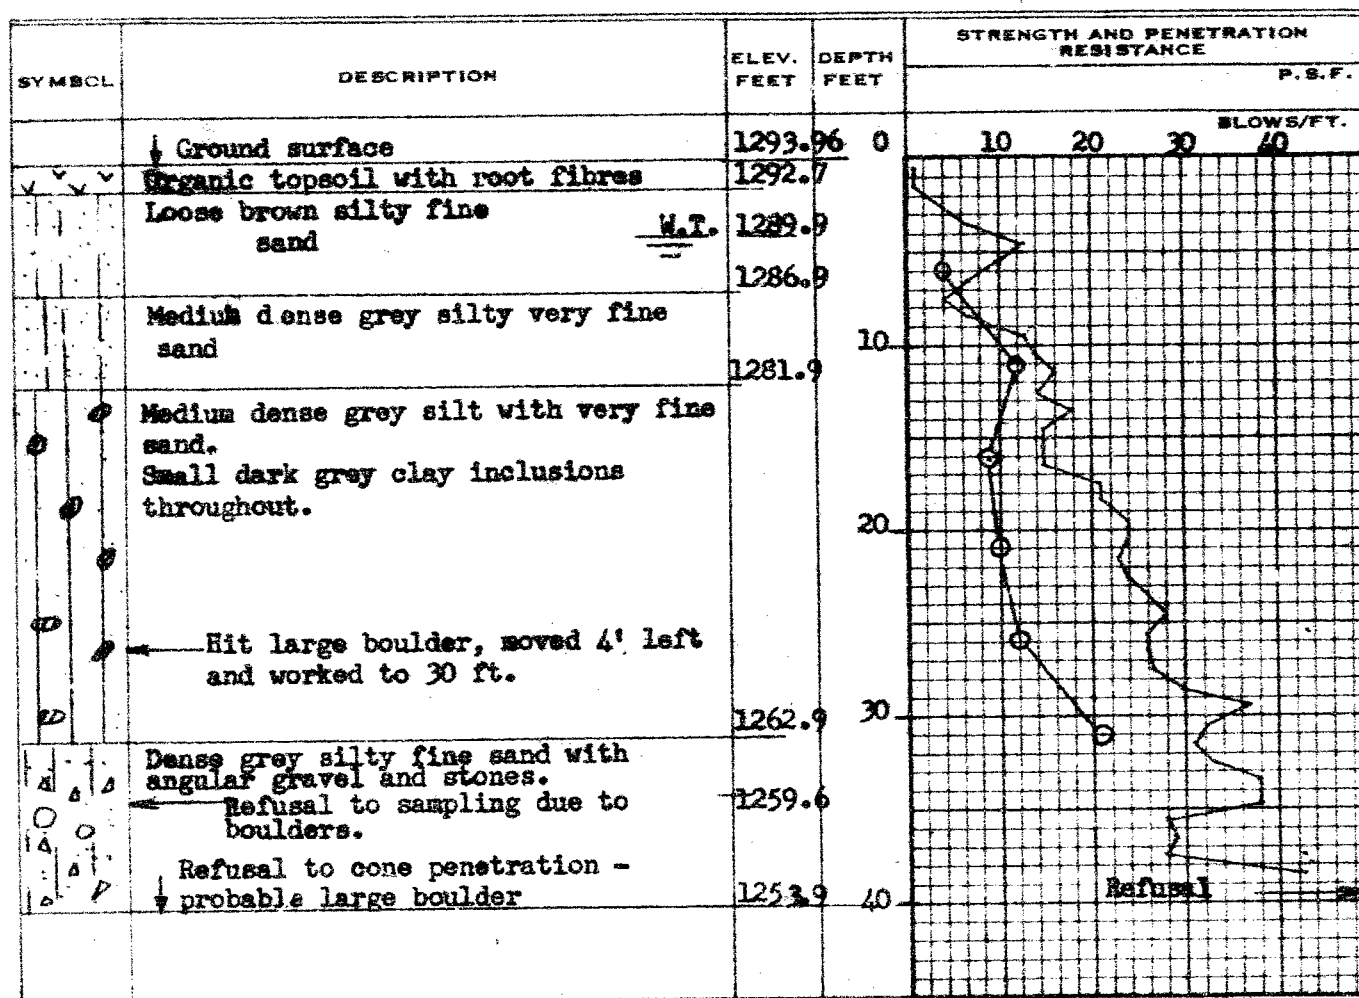 SYMBOL
DESCRIPTION
ELEV.
FEET
DEPTH
FEET
STRENGTH AND PENETRATION
RESISTANCE
P.S.F.
BLOWS/FT.
10 20 30 40
Ground surface
1293.96 0
Organic topsoil with root fibres
1292.7
Loose brown silty fine
sand
W.T. 1289.9
1286.9
Medium dense grey silty very fine
sand
10
1281.9
Medium dense grey silt with very fine
sand.
Small dark grey clay inclusions
throughout.
20
Hit large boulder, moved 4' left
and worked to 30 ft.
1262.9 30
Dense grey silty fine sand with
angular gravel and stones.
Refusal to sampling due to
boulders.
1259.6
Refusal to cone penetration -
probable large boulder
1253.9 40
Refusal